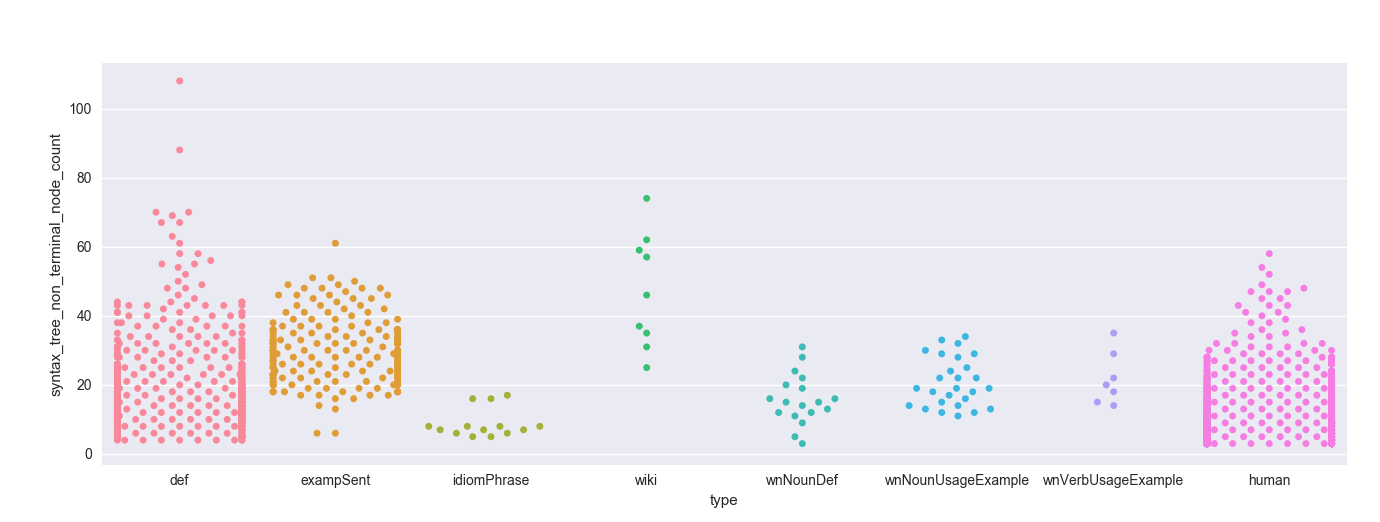 syntax_tree_non_terminal_node_count
100
80
60
40
20
0
def exampSent idiomPhrase wiki wnNounDef wnNounUsageExample wnVerbUsageExample human
type